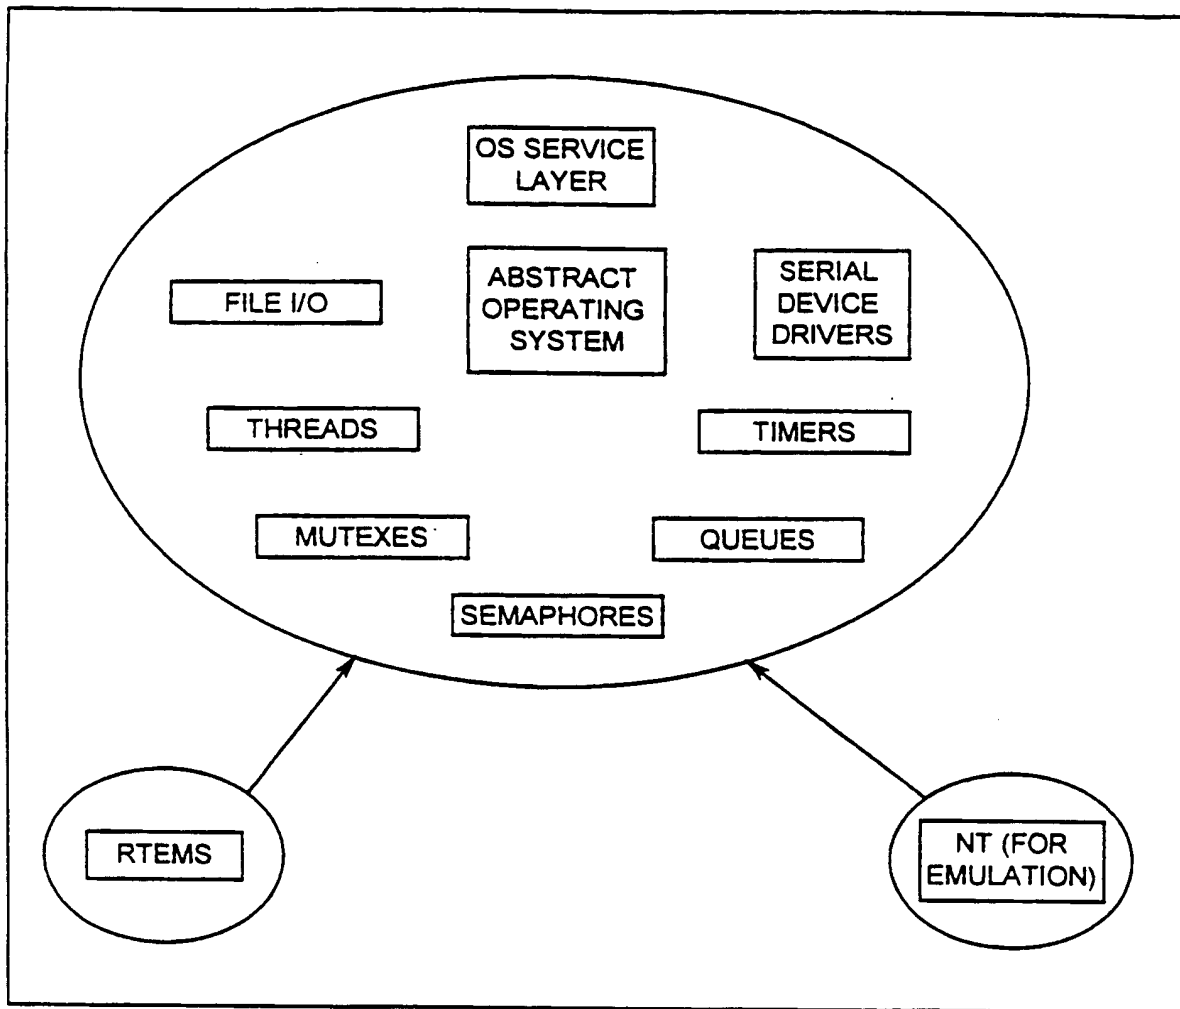 OS SERVICE
LAYER
FILE I/O
ABSTRACT
OPERATING
SYSTEM
SERIAL
DEVICE
DRIVERS
THREADS
TIMERS
MUTEXES
QUEUES
SEMAPHORES
RTEMS
NT (FOR
EMULATION)